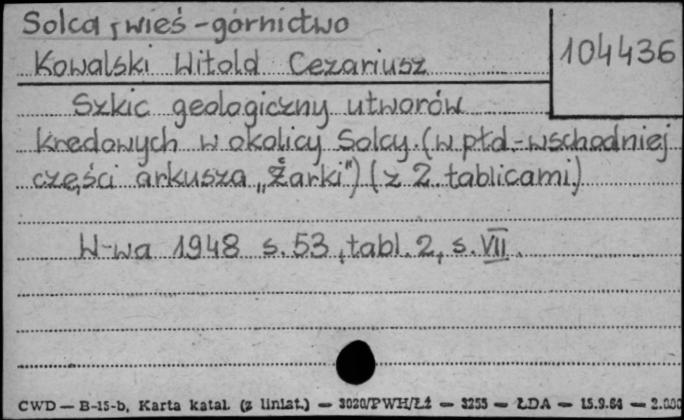 Solca, wieś - górnictwo
104436
Kowalski Witold Cezariusz
Szkic geologiczny utworów
kredowych w okolicy Solcy. (w płd.-wschodniej
części arkusza „Żarki") (z 2 tablicami.)
W-wa 1948 s. 53, tabl. 2, s. VII.
CWD — B-15-b, Karta katal. (z liniat.) — 3020/PWH/Łź — 3255 — ŁDA — 15.9.64 — 2.000